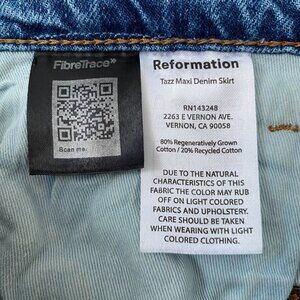 FibreTrace»
Scan me.
Reformation
Tazz Maxi Denim Skirt
RN143248
2263 E VERNON AVE.
VERNON, CA 90058
80% Regeneratively Grown
Cotton / 20% Recycled Cotton
DUE TO THE NATURAL
CHARACTERISTICS OF THIS
FABRIC THE COLOR MAY RUB
OFF ON LIGHT COLORED
FABRICS AND UPHOLSTERY.
CARE SHOULD BE TAKEN
WHEN WEARING WITH LIGHT
COLORED CLOTHING.